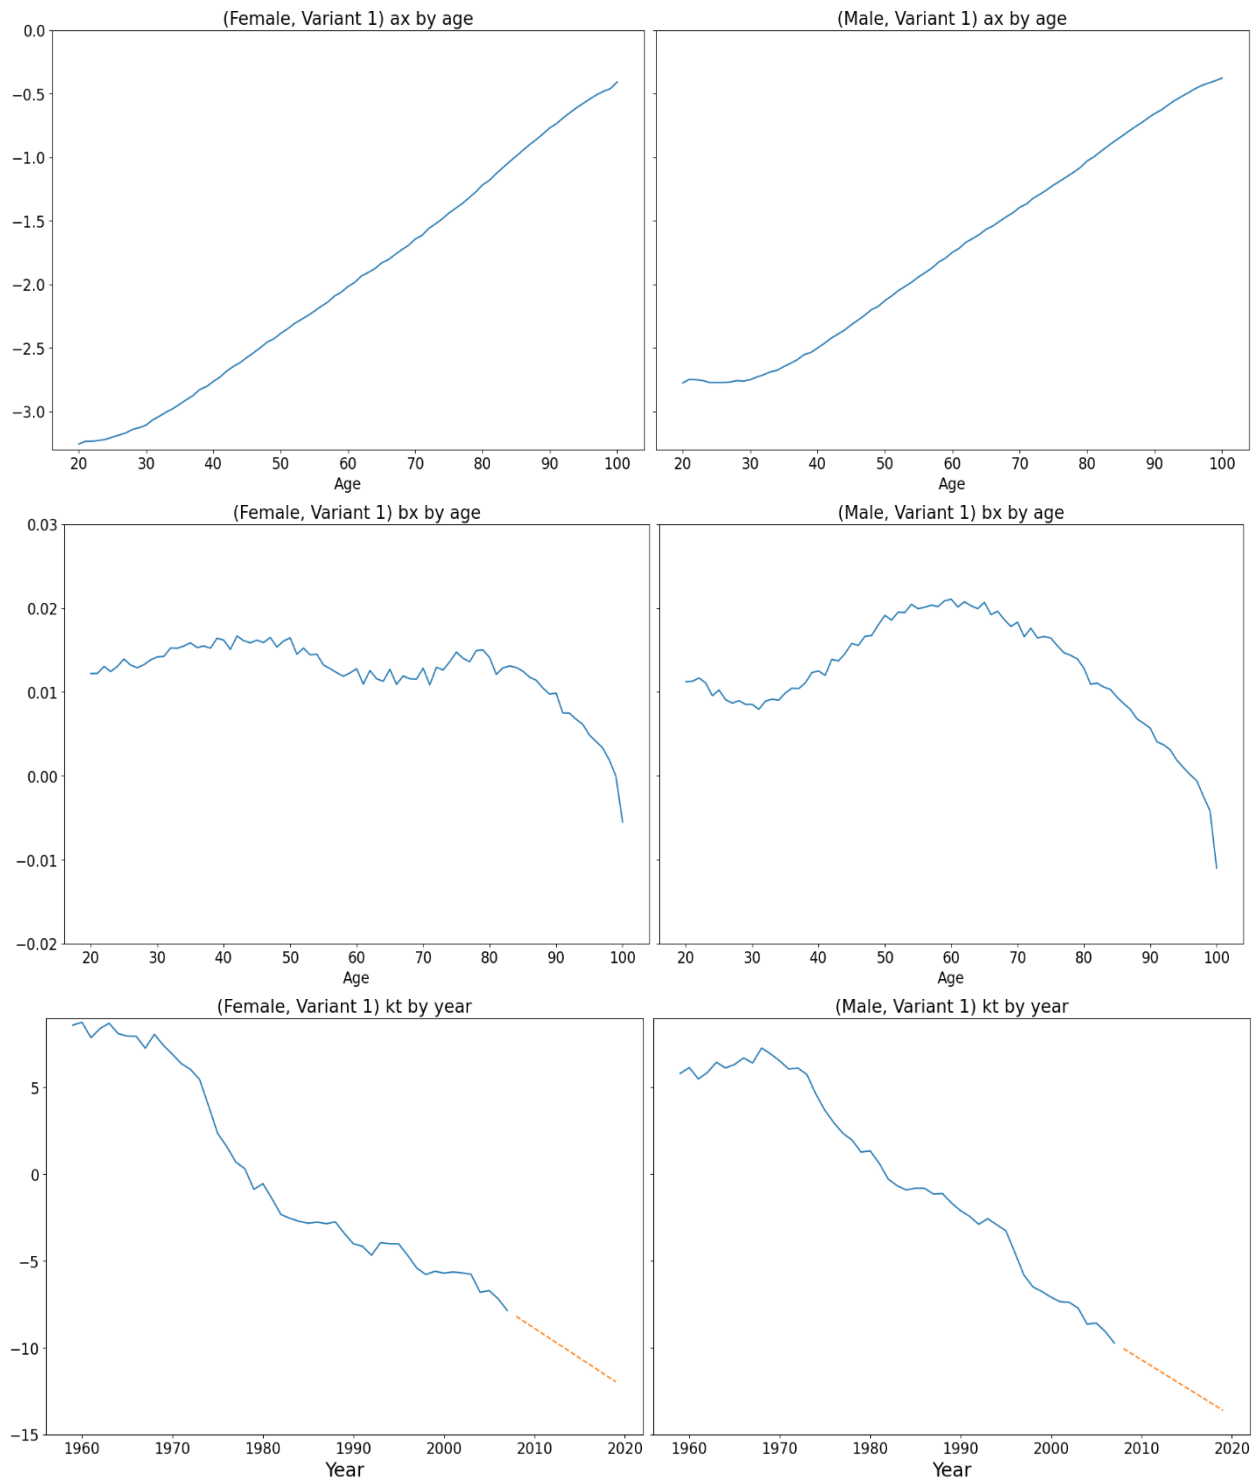 (Female, Variant 1) ax by age
(Male, Variant 1) ax by age
0.0
−0.5
−1.0
−1.5
−2.0
−2.5
−3.0
20 30 40 50 60 70 80 90 100
20 30 40 50 60 70 80 90 100
Age
Age
(Female, Variant 1) bx by age
(Male, Variant 1) bx by age
0.03
0.02
0.01
0.00
−0.01
−0.02
20 30 40 50 60 70 80 90 100
20 30 40 50 60 70 80 90 100
Age
Age
(Female, Variant 1) kt by year
(Male, Variant 1) kt by year
5
0
−5
−10
−15
1960 1970 1980 1990 2000 2010 2020
1960 1970 1980 1990 2000 2010 2020
Year
Year